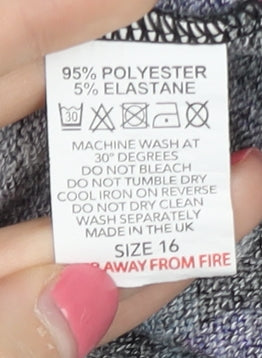 95% POLYESTER
5% ELASTANE
30
MACHINE WASH AT
30° DEGREES
DO NOT BLEACH
DO NOT TUMBLE DRY
COOL IRON ON REVERSE
DO NOT DRY CLEAN
WASH SEPARATELY
MADE IN THE UK
SIZE 16
AWAY FROM FIRE